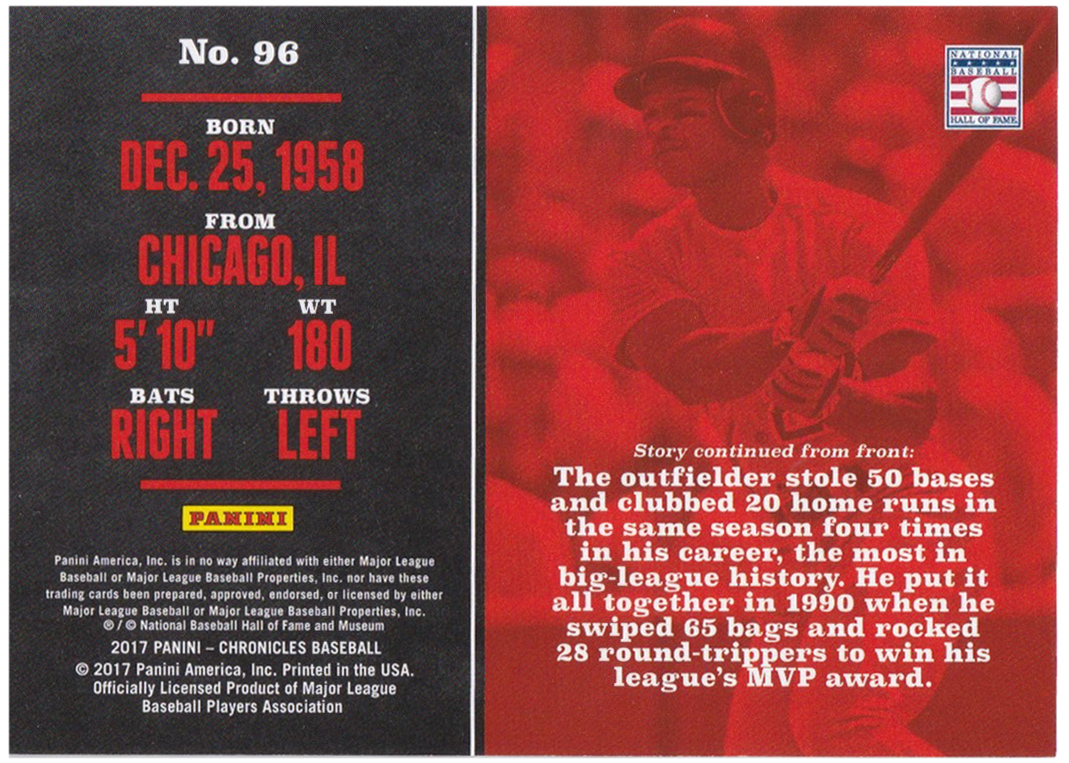 No. 96
BORN
DEC. 25, 1958
FROM
CHICAGO, IL
HT WT
5' 10" 180
BATS THROWS
RIGHT LEFT
PANINI
Panini America, Inc. is in no way affiliated with either Major League
Baseball or Major League Baseball Properties, Inc. nor have these
trading cards been prepared, approved, endorsed, or licensed by either
Major League Baseball or Major League Baseball Properties, Inc.
® / © National Baseball Hall of Fame and Museum
2017 PANINI – CHRONICLES BASEBALL
© 2017 Panini America, Inc. Printed in the USA.
Officially Licensed Product of Major League
Baseball Players Association
NATIONAL
BASEBALL
HALL OF FAME
Story continued from front:
The outfielder stole 50 bases
and clubbed 20 home runs in
the same season four times
in his career, the most in
big-league history. He put it
all together in 1990 when he
swiped 65 bags and rocked
28 round-trippers to win his
league's MVP award.